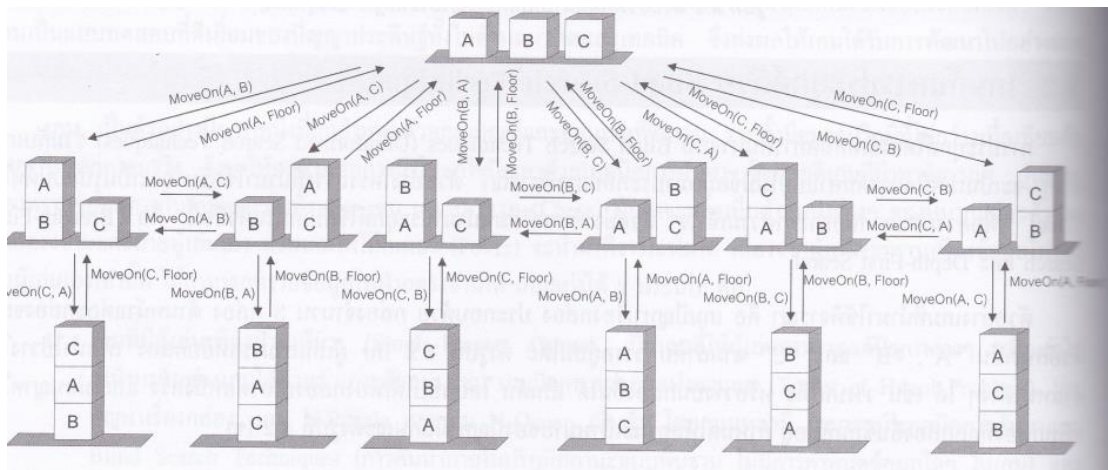 A B C
MoveOn(A, B)
MoveOn(A, Floor)
MoveOn(A, C)
MoveOn(A, Floor)
MoveOn(B, A)
MoveOn(B, Floor)
MoveOn(B, C)
MoveOn(B, Floor)
MoveOn(C, A)
MoveOn(C, Floor)
MoveOn(C, B)
MoveOn(C, Floor)
A
B C
MoveOn(A, C)
MoveOn(A, B)
A
B C
B
A C
MoveOn(B, C)
MoveOn(B, A)
B
A C
C
A B
MoveOn(C, B)
MoveOn(C, A)
C
A B
MoveOn(C, A)
MoveOn(C, Floor)
MoveOn(B, A)
MoveOn(B, Floor)
MoveOn(C, B)
MoveOn(C, Floor)
MoveOn(A, B)
MoveOn(A, Floor)
MoveOn(B, C)
MoveOn(B, Floor)
MoveOn(A, C)
MoveOn(A, Floor)
C
A
B
B
A
C
C
B
A
A
B
C
B
C
A
A
C
B